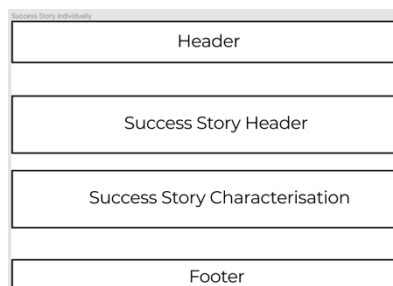 Success Story Individually
Header
Success Story Header
Success Story Characterisation
Footer